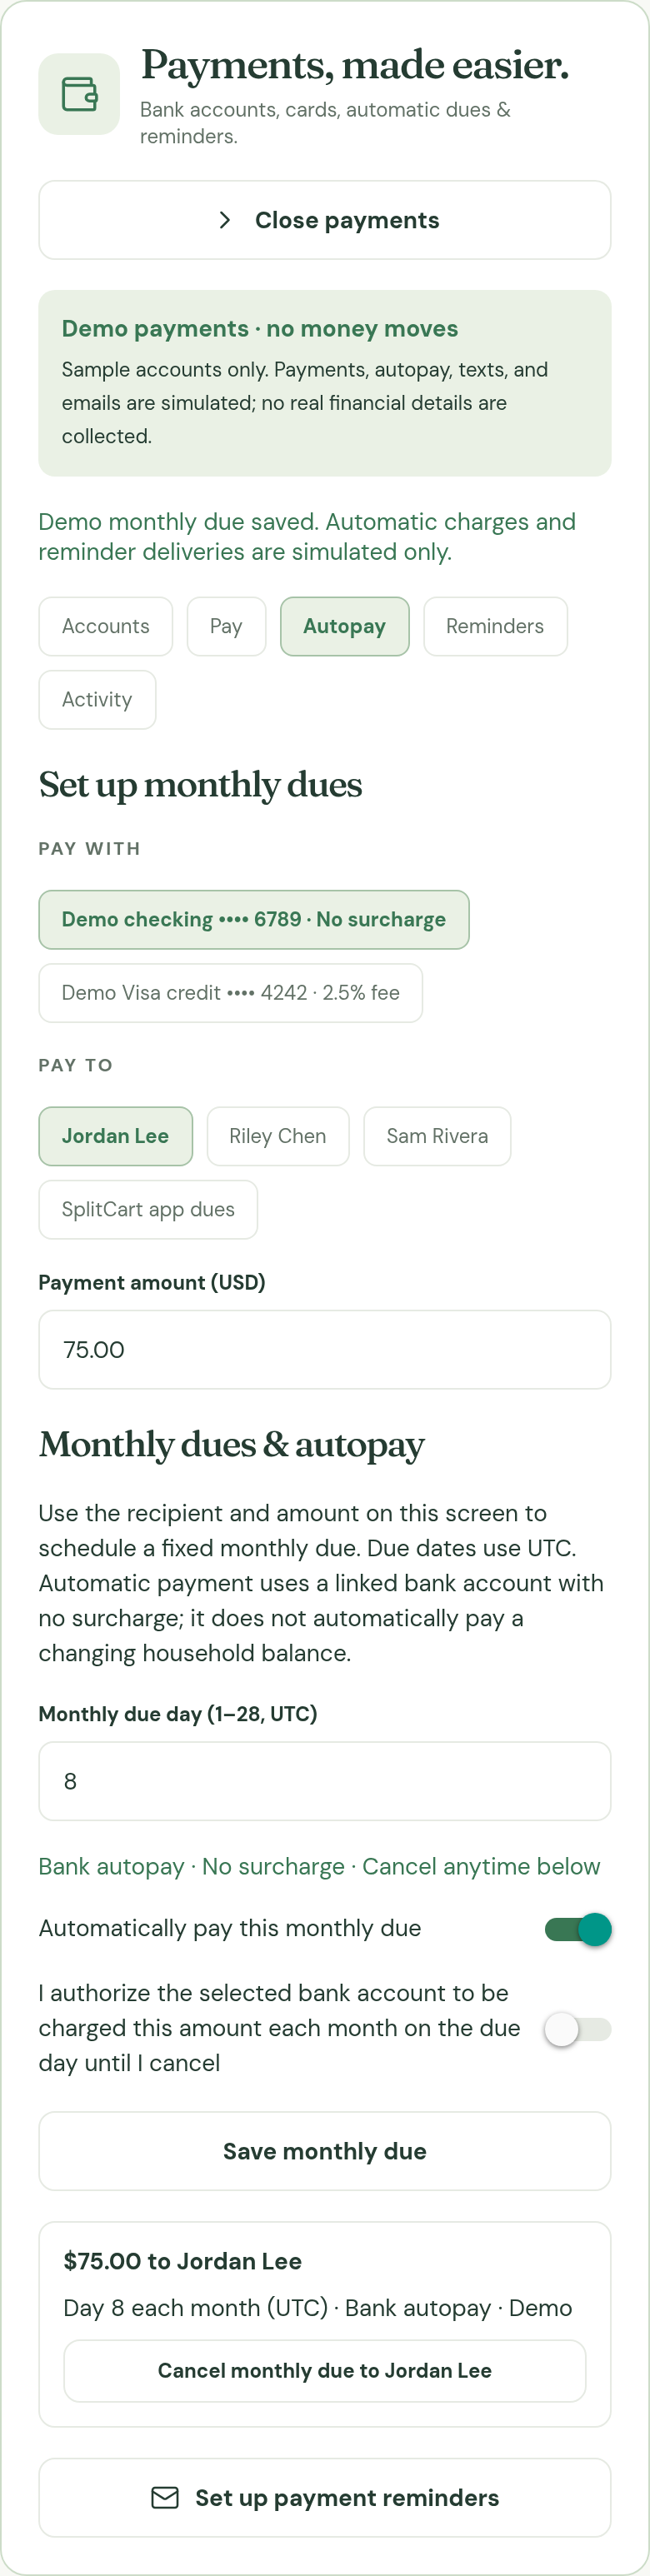 Payments, made easier.
Bank accounts, cards, automatic dues &
reminders.
Close payments
Demo payments · no money moves
Sample accounts only. Payments, autopay, texts, and
emails are simulated; no real financial details are
collected.
Demo monthly due saved. Automatic charges and
reminder deliveries are simulated only.
Accounts
Pay
Autopay
Reminders
Activity
Set up monthly dues
PAY WITH
Demo checking •••• 6789 · No surcharge
Demo Visa credit •••• 4242 · 2.5% fee
PAY TO
Jordan Lee
Riley Chen
Sam Rivera
SplitCart app dues
Payment amount (USD)
75.00
Monthly dues & autopay
Use the recipient and amount on this screen to
schedule a fixed monthly due. Due dates use UTC.
Automatic payment uses a linked bank account with
no surcharge; it does not automatically pay a
changing household balance.
Monthly due day (1–28, UTC)
8
Bank autopay · No surcharge · Cancel anytime below
Automatically pay this monthly due
I authorize the selected bank account to be
charged this amount each month on the due
day until I cancel
Save monthly due
$75.00 to Jordan Lee
Day 8 each month (UTC) · Bank autopay · Demo
Cancel monthly due to Jordan Lee
Set up payment reminders